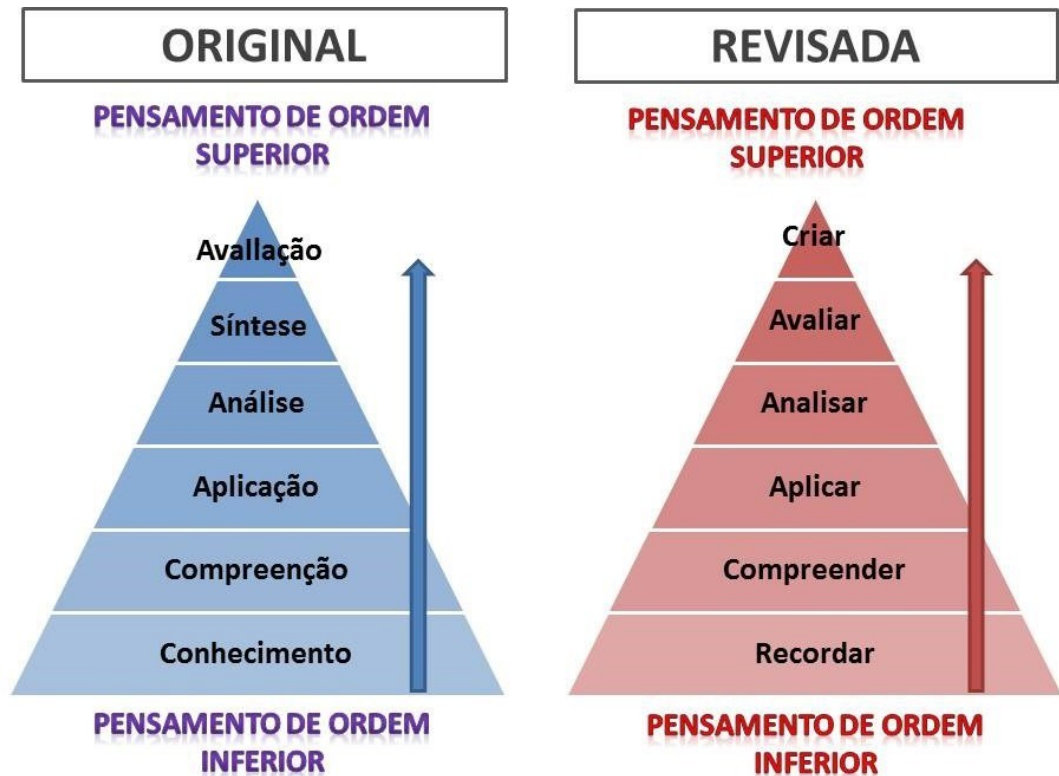 ORIGINAL
PENSAMENTO DE ORDEM
SUPERIOR
Avallação
Síntese
Análise
Aplicação
Compreenção
Conhecimento
PENSAMENTO DE ORDEM
INFERIOR
REVISADA
PENSAMENTO DE ORDEM
SUPERIOR
Criar
Avaliar
Analisar
Aplicar
Compreender
Recordar
PENSAMENTO DE ORDEM
INFERIOR